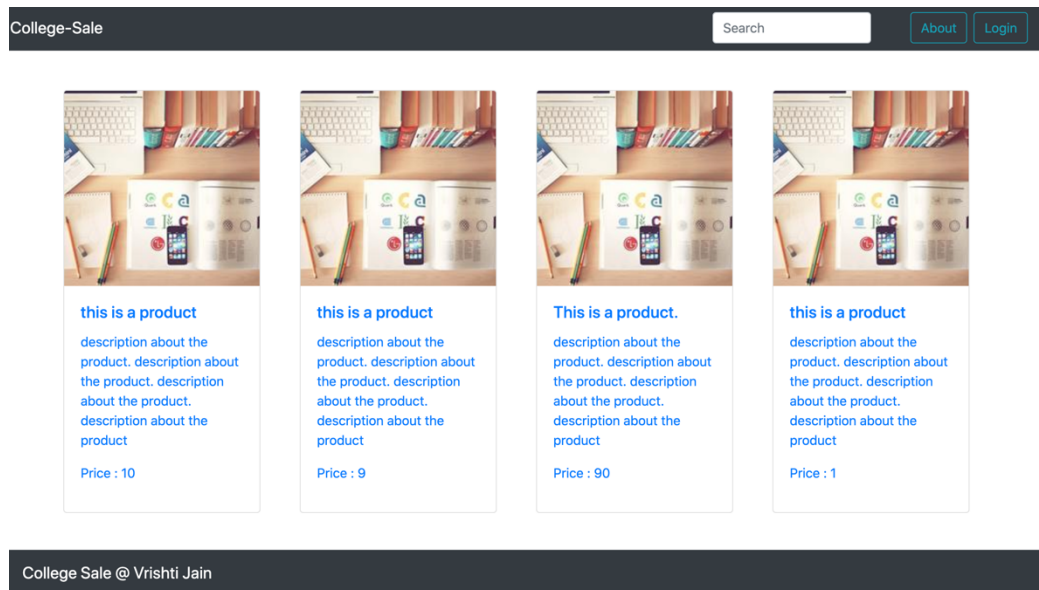 College-Sale
Search
About
Login
this is a product
description about the
product. description about
the product. description
about the product.
description about the
product
Price : 10
this is a product
description about the
product. description about
the product. description
about the product.
description about the
product
Price : 9
This is a product.
description about the
product. description about
the product. description
about the product.
description about the
product
Price : 90
this is a product
description about the
product. description about
the product. description
about the product.
description about the
product
Price : 1
College Sale @ Vrishti Jain